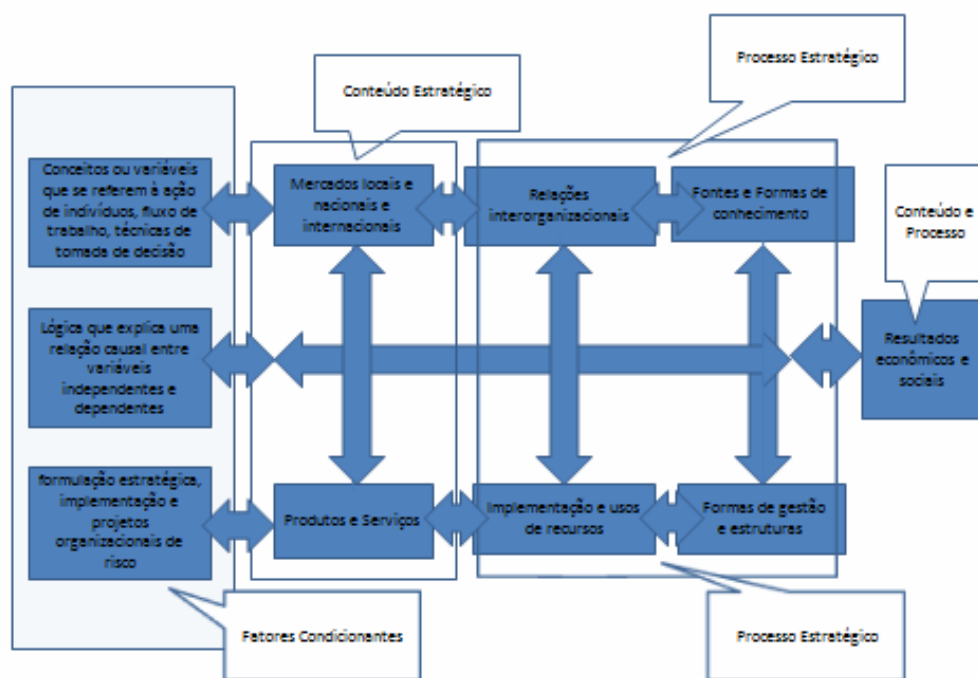 Processo Estratégico
Conteúdo Estratégico
Conceitos ou variáveis
que se referem à ação
de indivíduos, fluxo de
trabalho, técnicas de
tomada de decisão
Mercados locais e
nacionais e
internacionais
Relações
interorganizacionais
Fontes e Formas de
conhecimento
Conteúdo e
Processo
Lógica que explica uma
relação causal entre
variáveis
independentes e
dependentes
Resultados
econômicos e
sociais
formulação estratégica,
implementação e
projetos
organizacionais de
risco
Produtos e Serviços
Implementação e usos
de recursos
Formas de gestão
e estruturas
Fatores Condicionantes
Processo Estratégico